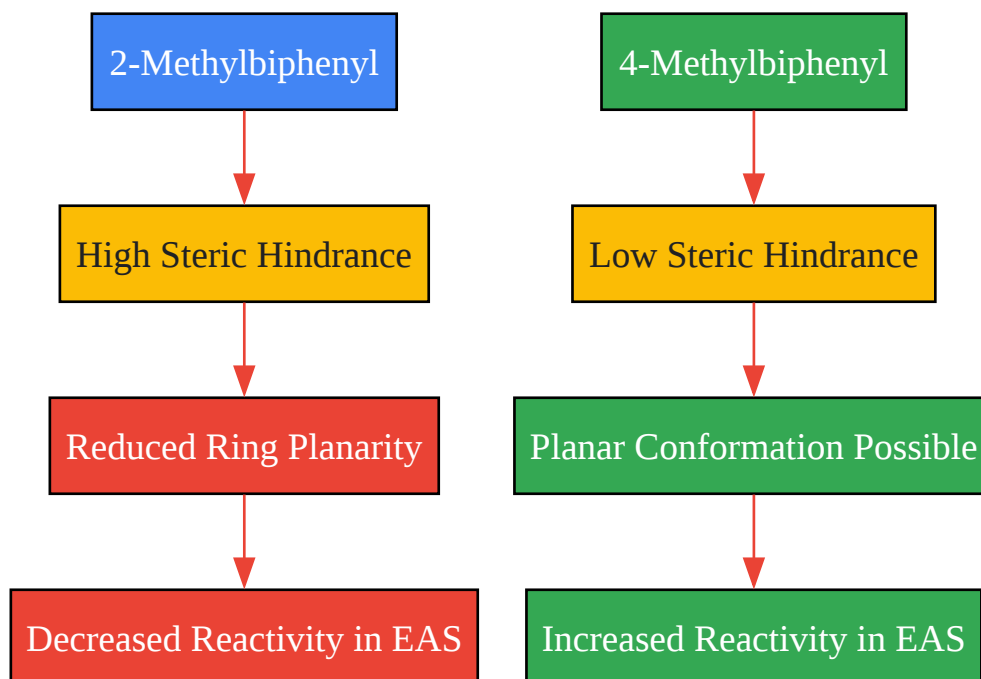 2-Methylbiphenyl
4-Methylbiphenyl
High Steric Hindrance
Low Steric Hindrance
Reduced Ring Planarity
Planar Conformation Possible
Decreased Reactivity in EAS
Increased Reactivity in EAS